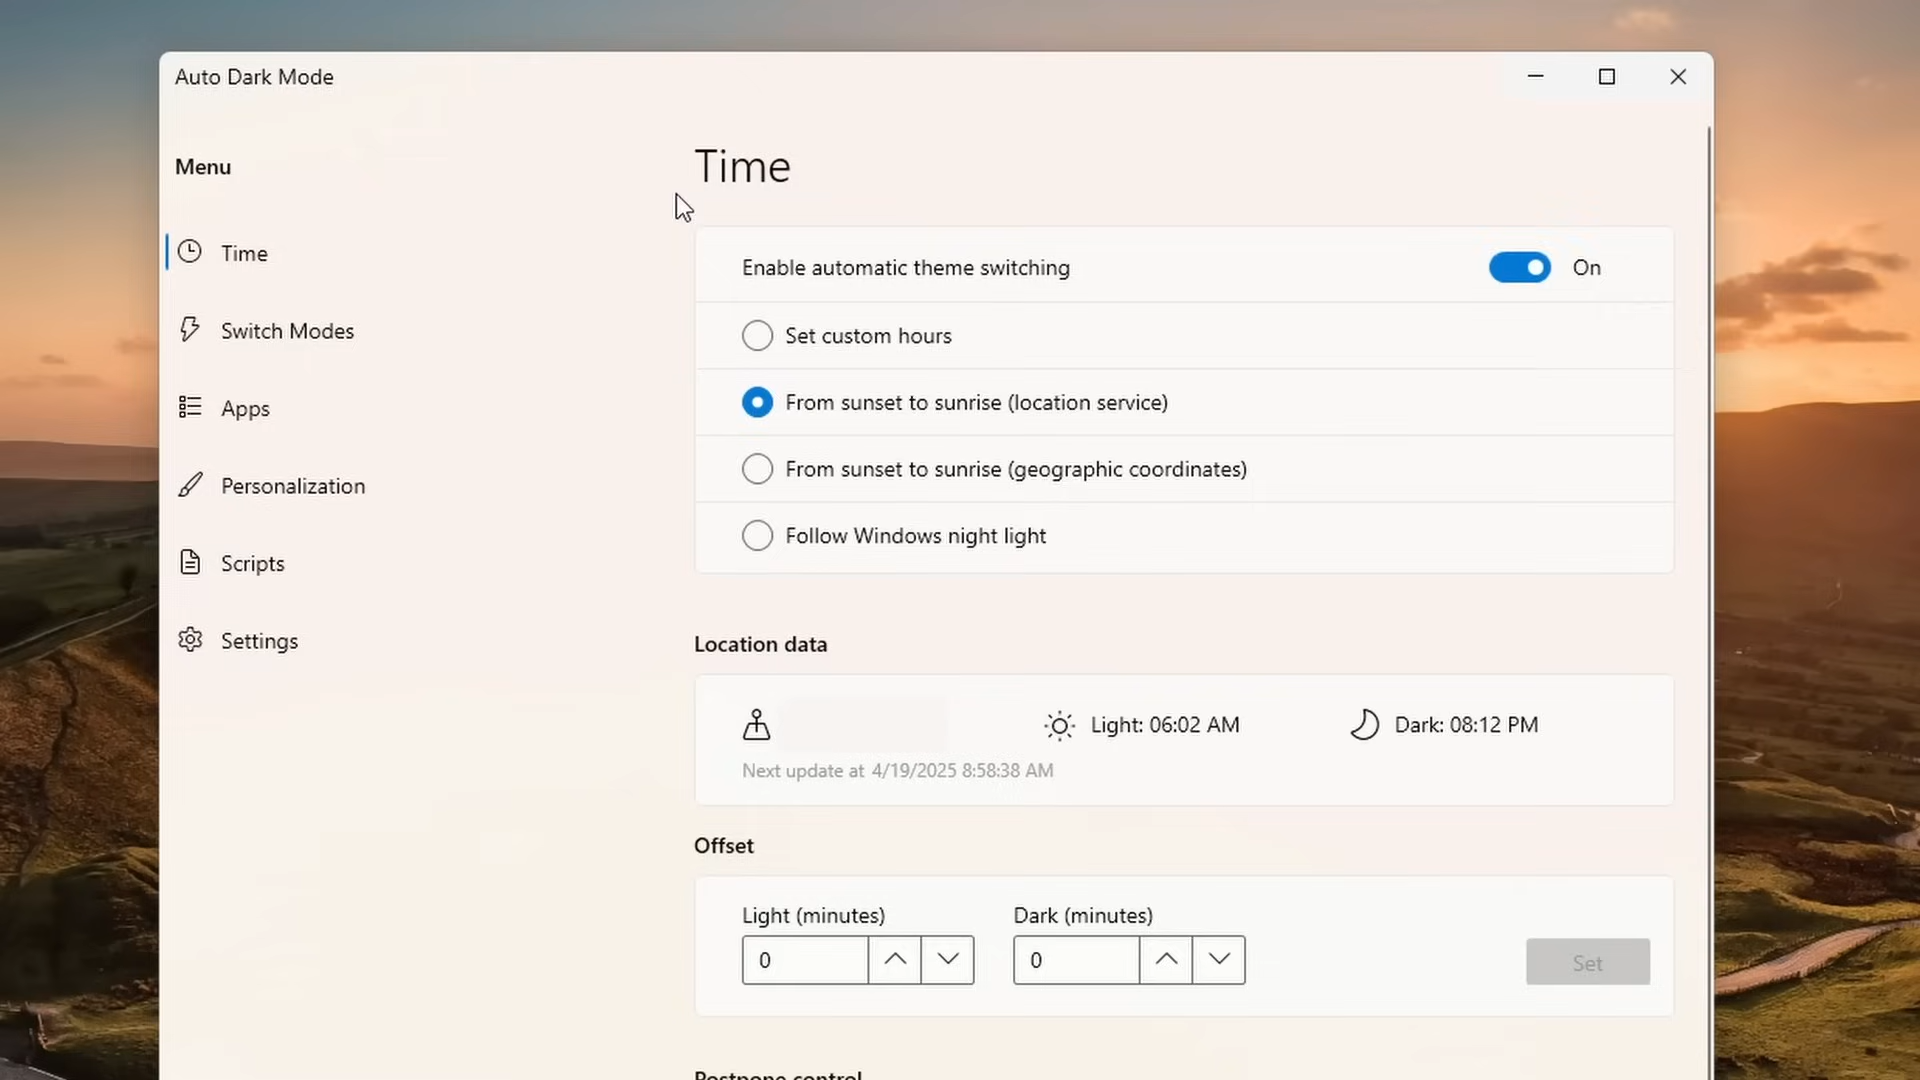 Auto Dark Mode
Menu
Time
Switch Modes
Apps
Personalization
Scripts
Settings
Time
Enable automatic theme switching
On
Set custom hours
From sunset to sunrise (location service)
From sunset to sunrise (geographic coordinates)
Follow Windows night light
Location data
Light: 06:02 AM
Dark: 08:12 PM
Next update at 4/19/2025 8:58:38 AM
Offset
Light (minutes)
Dark (minutes)
0
0
Set
Postpone control